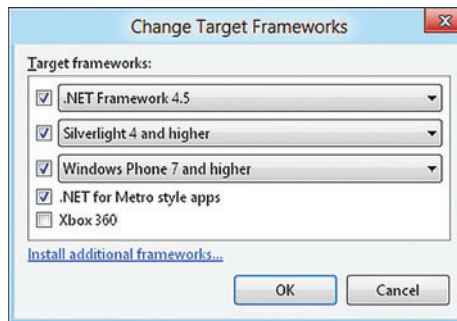 Change Target Frameworks
Target frameworks:
.NET Framework 4.5
Silverlight 4 and higher
Windows Phone 7 and higher
.NET for Metro style apps
Xbox 360
Install additional frameworks...
OK Cancel